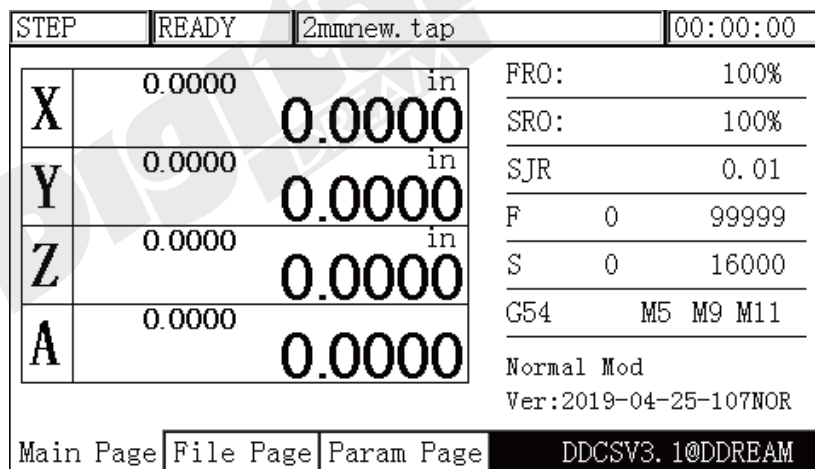 STEP READY 2mmnew.tap 00:00:00
X 0.0000 in 0.0000
Y 0.0000 in 0.0000
Z 0.0000 in 0.0000
A 0.0000 0.0000
FRO: 100%
SRO: 100%
SJR 0.01
F 0 99999
S 0 16000
G54 M5 M9 M11
Normal Mod
Ver:2019-04-25-107NOR
Main Page File Page Param Page DDCSV3.1@DDREAM
Digital
DREAM